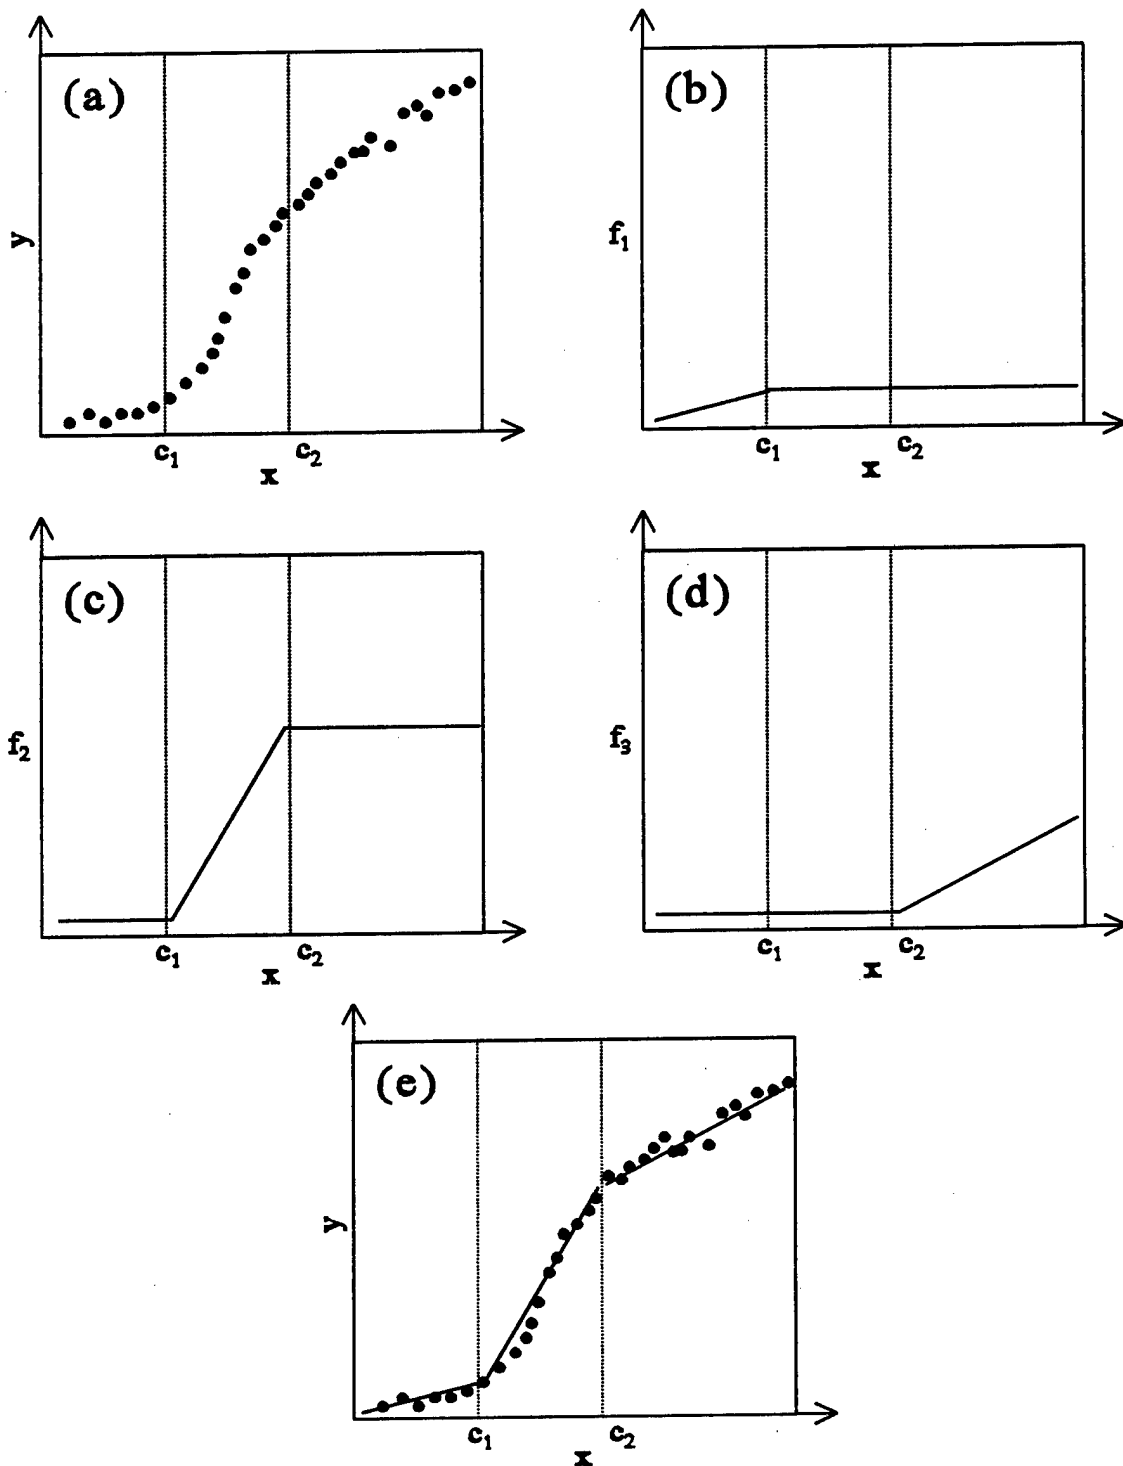 (a)
y
c₁
c₂
x
(b)
f₁
c₁
c₂
x
(c)
f₂
c₁
c₂
x
(d)
f₃
c₁
c₂
x
(e)
y
c₁
c₂
x